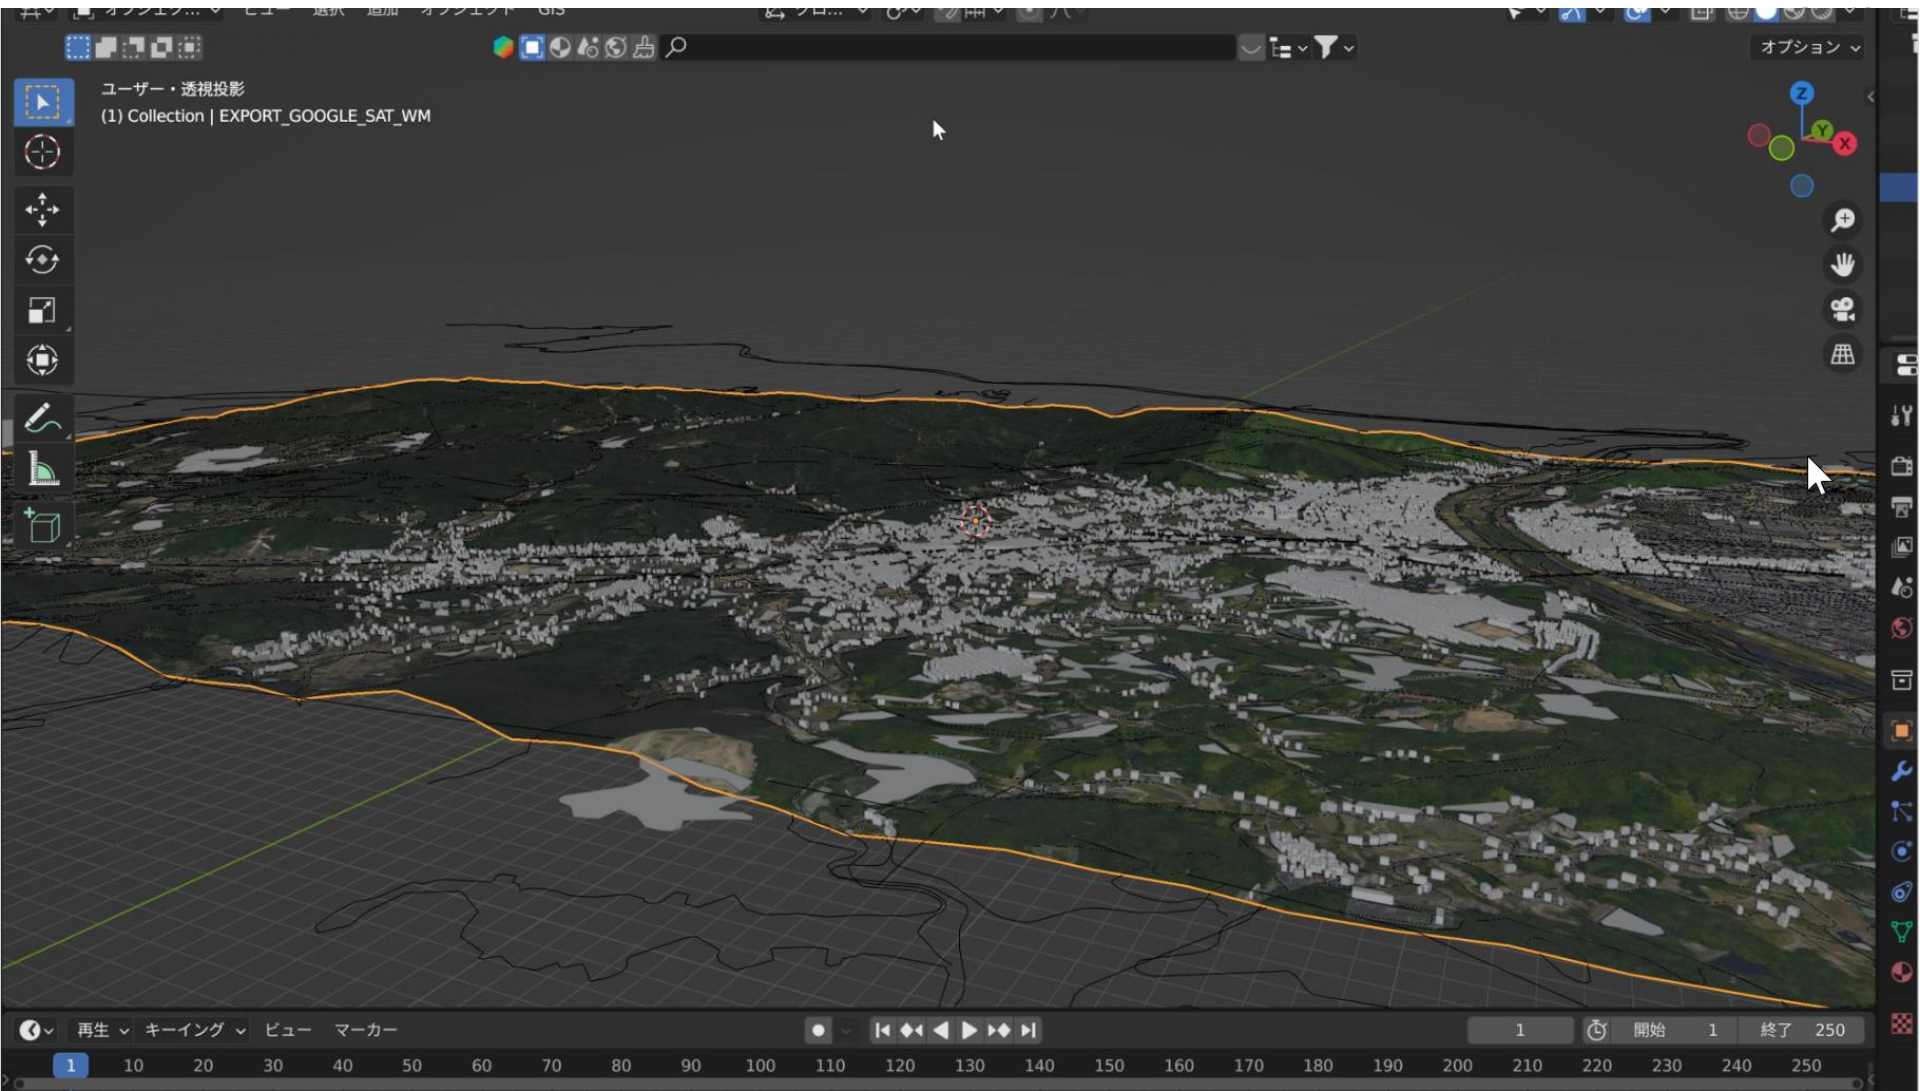 GIS
オプション
ユーザー・透視投影
(1) Collection | EXPORT_GOOGLE_SAT_WM
Z
Y
X
再生 キーイング ビュー マーカー 1 開始 1 終了 250
1 10 20 30 40 50 60 70 80 90 100 110 120 130 140 150 160 170 180 190 200 210 220 230 240 250